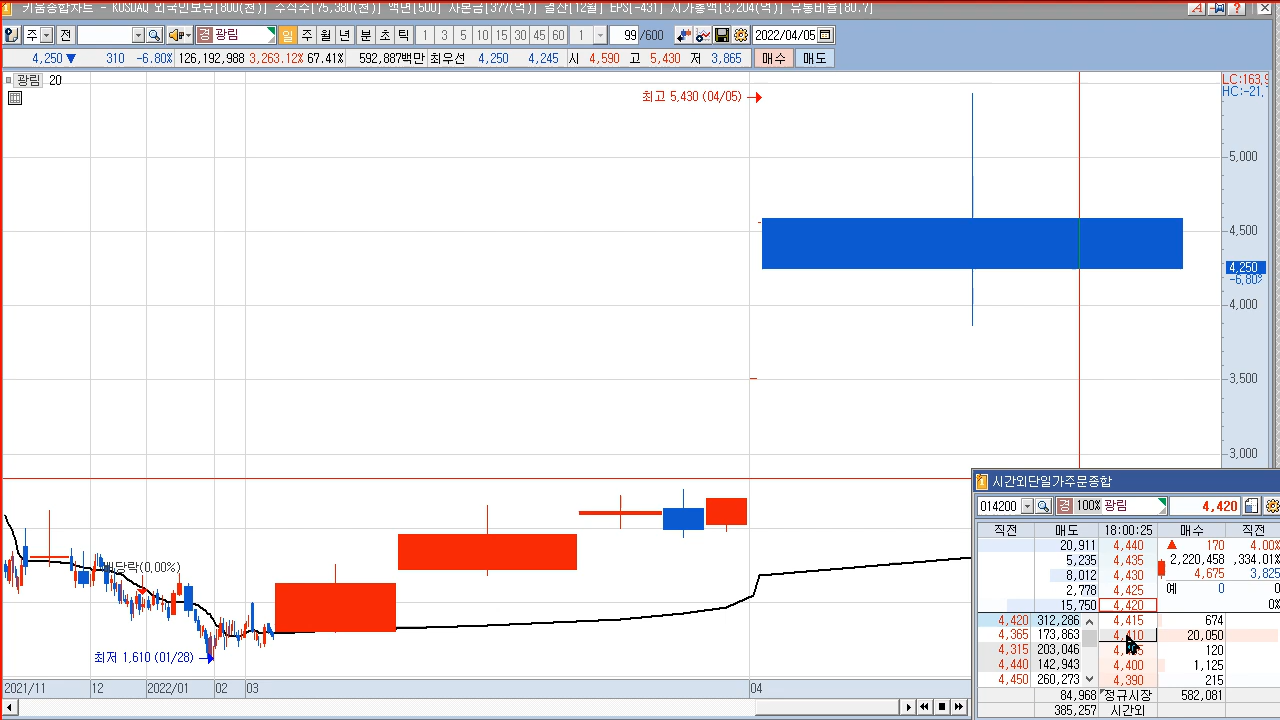 키움종합차트 - KOSDAQ 외국인보유[800(천)] 주식수[75,380(천)] 액면[500] 자본금[377(억)] 결산[12월] EPS[-431] 시가총액[3,204(억)] 유통비율[80.7]
주 전 경 광림 일 주 월 년 분 초 틱 1 3 5 10 15 30 45 60 1 99 /600 2022/04/05
4,250 ▼ 310 -6.80% 126,192,988 3,263.12% 67.41% 592,887백만 최우선 4,250 4,245 시 4,590 고 5,430 저 3,865 매수 매도
광림 20
LC:163,9
HC:-21,
최고 5,430 (04/05)
5,000
4,500
4,250
-6.80%
4,000
3,500
3,000
배당락(0.00%)
최저 1,610 (01/28)
2021/11 12 2022/01 02 03 04
시간외단일가주문종합
014200 경 100% 광림 4,420
직전 매도 18:00:25 매수 직전
20,911 4,440 ▲ 170 4.00%
5,235 4,435 2,220,456 ,334.01%
8,012 4,430 4,675 3,825
2,778 4,425 예 0 0
15,750 4,420 0%
4,420 312,286 4,415 674
4,365 173,863 4,410 20,050
4,315 203,046 120
4,440 142,943 4,400 1,125
4,450 260,273 4,390 215
84,968 정규시장 582,081
385,257 시간외